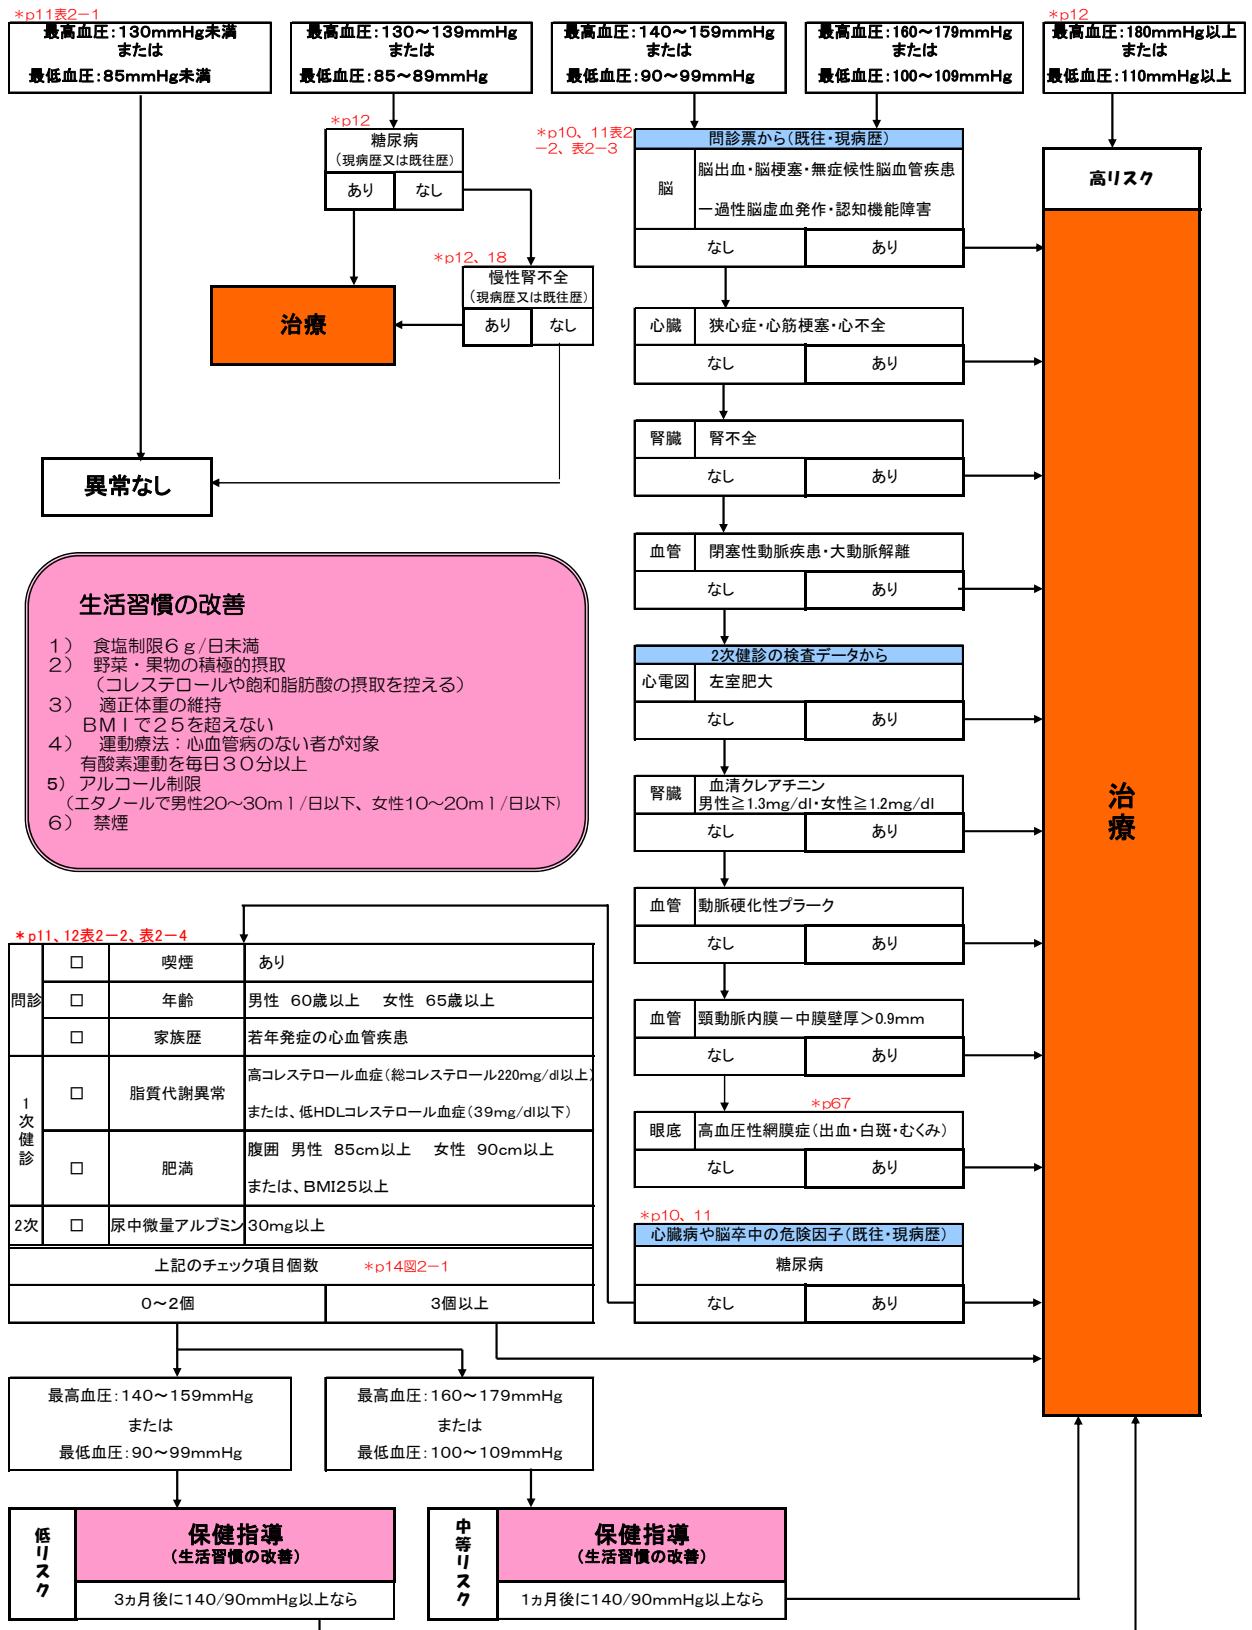 *p11表2−1
最高血圧：130mmHg未満
または
最低血圧：85mmHg未満
最高血圧：130～139mmHg
または
最低血圧：85～89mmHg
最高血圧：140～159mmHg
または
最低血圧：90～99mmHg
最高血圧：160～179mmHg
または
最低血圧：100～109mmHg
*p12
最高血圧：180mmHg以上
または
最低血圧：110mmHg以上
*p12
糖尿病
（現病歴又は既往歴）
あり なし
*p12、18
慢性腎不全
（現病歴又は既往歴）
あり なし
治療
異常なし
*p10、11表2
−2、表2−3
問診票から（既往・現病歴）
脳
脳出血・脳梗塞・無症候性脳血管疾患
一過性脳虚血発作・認知機能障害
なし あり
心臓 狭心症・心筋梗塞・心不全
なし あり
腎臓 腎不全
なし あり
血管 閉塞性動脈疾患・大動脈解離
なし あり
2次健診の検査データから
心電図 左室肥大
なし あり
腎臓
血清クレアチニン
男性≧1.3mg/dl・女性≧1.2mg/dl
なし あり
血管 動脈硬化性プラーク
なし あり
血管 頸動脈内膜−中膜壁厚＞0.9mm
なし あり
*p67
眼底 高血圧性網膜症（出血・白斑・むくみ）
なし あり
*p10、11
心臓病や脳卒中の危険因子（既往・現病歴）
糖尿病
なし あり
高リスク
治療
生活習慣の改善
1） 食塩制限6ｇ/日未満
2） 野菜・果物の積極的摂取
（コレステロールや飽和脂肪酸の摂取を控える）
3） 適正体重の維持
ＢＭＩで２５を超えない
4） 運動療法：心血管病のない者が対象
有酸素運動を毎日３０分以上
5） アルコール制限
（エタノールで男性20～30ｍｌ/日以下、女性10～20ｍｌ/日以下）
6） 禁煙
*p11、12表2−2、表2−4
問診
□ 喫煙 あり
□ 年齢 男性 60歳以上 女性 65歳以上
□ 家族歴 若年発症の心血管疾患
1次健診
□ 脂質代謝異常
高コレステロール血症（総コレステロール220mg/dl以上）
または、低HDLコレステロール血症（39mg/dl以下）
□ 肥満
腹囲 男性 85cm以上 女性 90cm以上
または、BMI25以上
2次 □ 尿中微量アルブミン 30mg以上
上記のチェック項目個数 *p14図2−1
0～2個 3個以上
最高血圧：140～159mmHg
または
最低血圧：90～99mmHg
最高血圧：160～179mmHg
または
最低血圧：100～109mmHg
低リスク
保健指導
（生活習慣の改善）
3ヵ月後に140/90mmHg以上なら
中等リスク
保健指導
（生活習慣の改善）
1ヵ月後に140/90mmHg以上なら